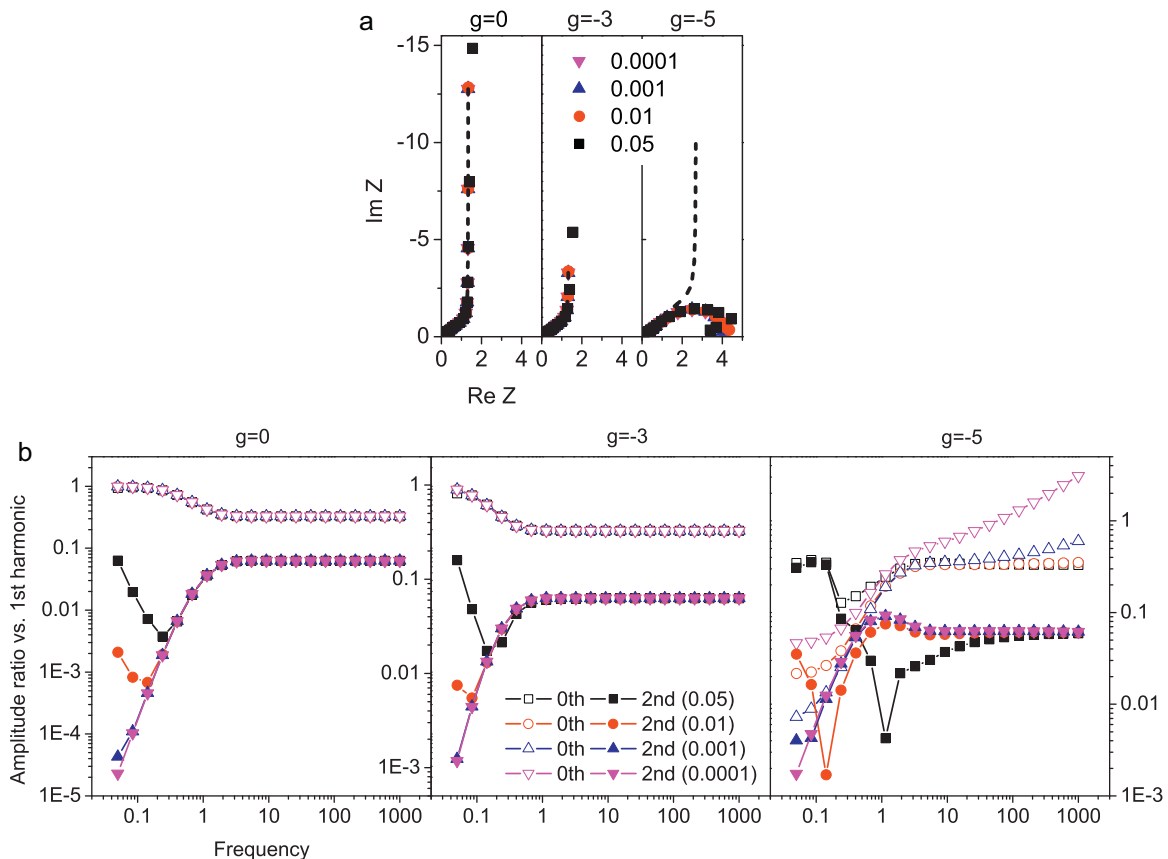 a
g=0 g=-3 g=-5
-15
-10
-5
0
Im Z
0.0001
0.001
0.01
0.05
0 2 4 0 2 4 0 2 4
Re Z
b
g=0 g=-3 g=-5
Amplitude ratio vs. 1st harmonic
1
0.1
0.01
1E-3
1E-4
1E-5
1
0.1
0.01
1E-3
1
0.1
0.01
1E-3
0th 2nd (0.05)
0th 2nd (0.01)
0th 2nd (0.001)
0th 2nd (0.0001)
0.1 1 10 100 1000 0.1 1 10 100 1000 0.1 1 10 100 1000
Frequency